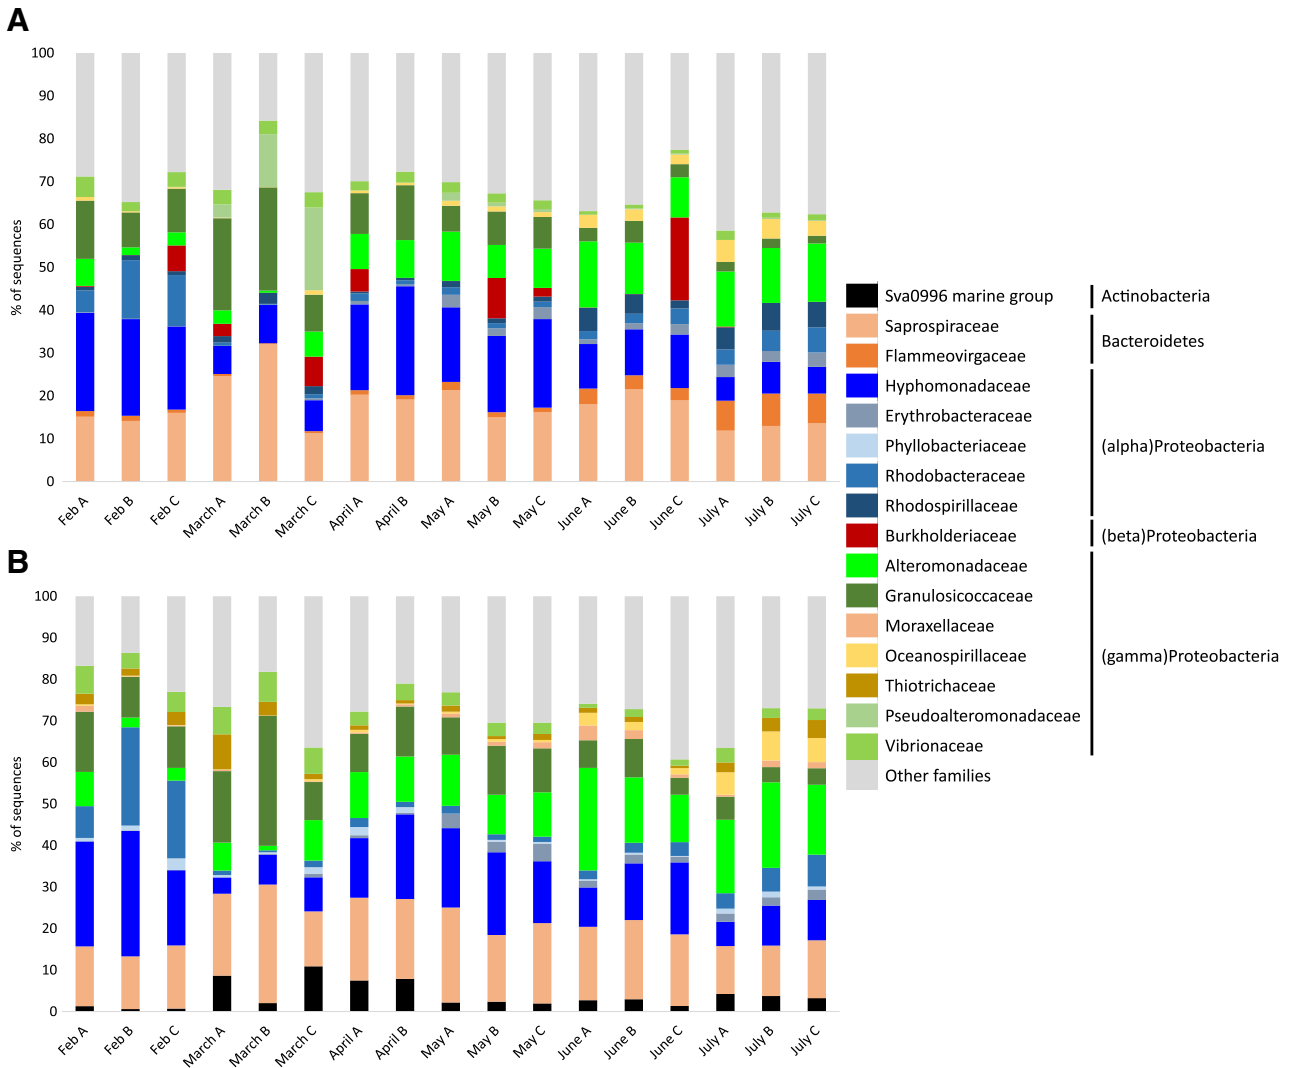 A
100
90
80
70
60
50
40
30
20
10
0
% of sequences
Feb A
Feb B
Feb C
March A
March B
March C
April A
April B
May A
May B
May C
June A
June B
June C
July A
July B
July C
B
100
90
80
70
60
50
40
30
20
10
0
% of sequences
Feb A
Feb B
Feb C
March A
March B
March C
April A
April B
May A
May B
May C
June A
June B
June C
July A
July B
July C
Sva0996 marine group
Saprospiraceae
Flammeovirgaceae
Hyphomonadaceae
Erythrobacteraceae
Phyllobacteriaceae
Rhodobacteraceae
Rhodospirillaceae
Burkholderiaceae
Alteromonadaceae
Granulosicoccaceae
Moraxellaceae
Oceanospirillaceae
Thiotrichaceae
Pseudoalteromonadaceae
Vibrionaceae
Other families
Actinobacteria
Bacteroidetes
(alpha)Proteobacteria
(beta)Proteobacteria
(gamma)Proteobacteria